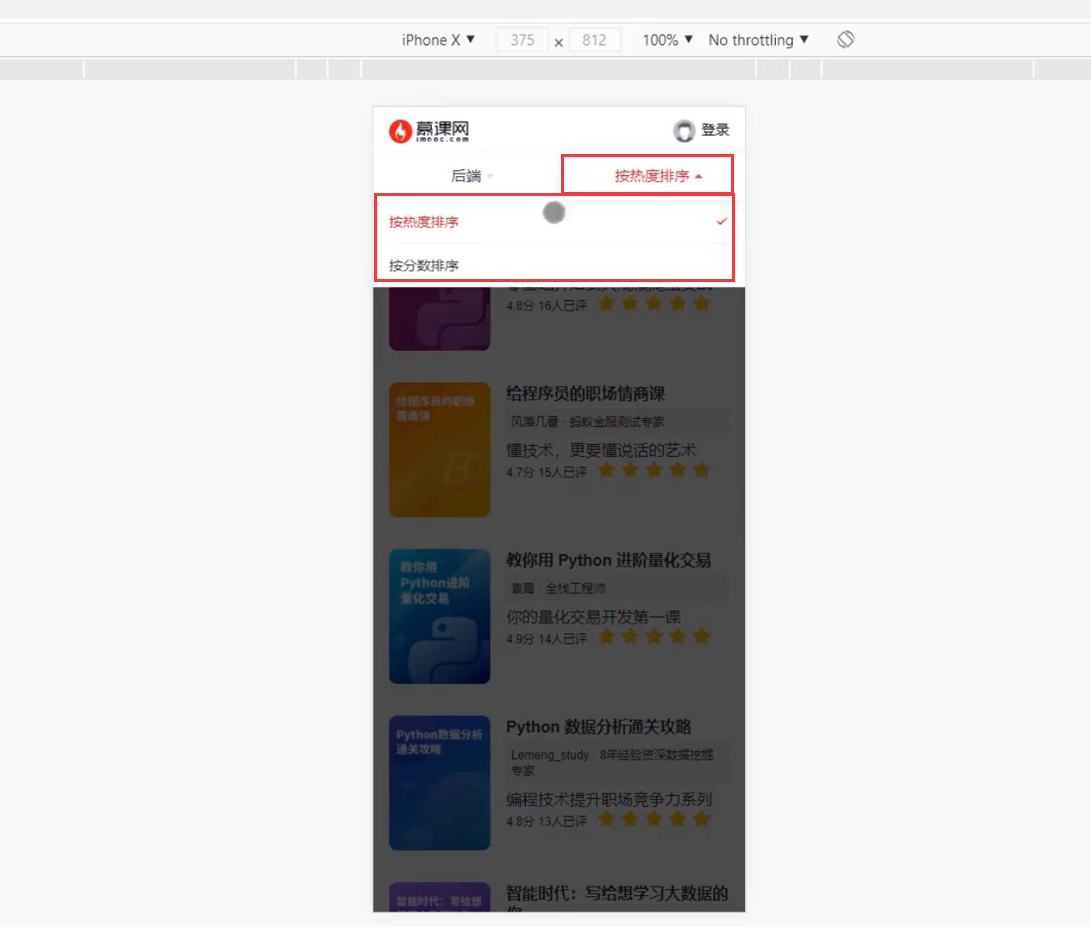 iPhone X ▼ 375 × 812 100% ▼ No throttling ▼
慕课网
imooc.com
登录
后端
按热度排序
按热度排序
按分数排序
4.8分 16人已评
给程序员的职场
情商课
给程序员的职场情商课
风落几番 · 蚂蚁金服测试专家
懂技术,更要懂说话的艺术
4.7分 15人已评
教你用
Python进阶
量化交易
教你用 Python 进阶量化交易
袁霄 · 全栈工程师
你的量化交易开发第一课
4.9分 14人已评
Python数据分析
通关攻略
Python 数据分析通关攻略
Lemeng_study · 8年经验资深数据挖掘
专家
编程技术提升职场竞争力系列
4.8分 13人已评
智能时代:写给想
智能时代:写给想学习大数据的